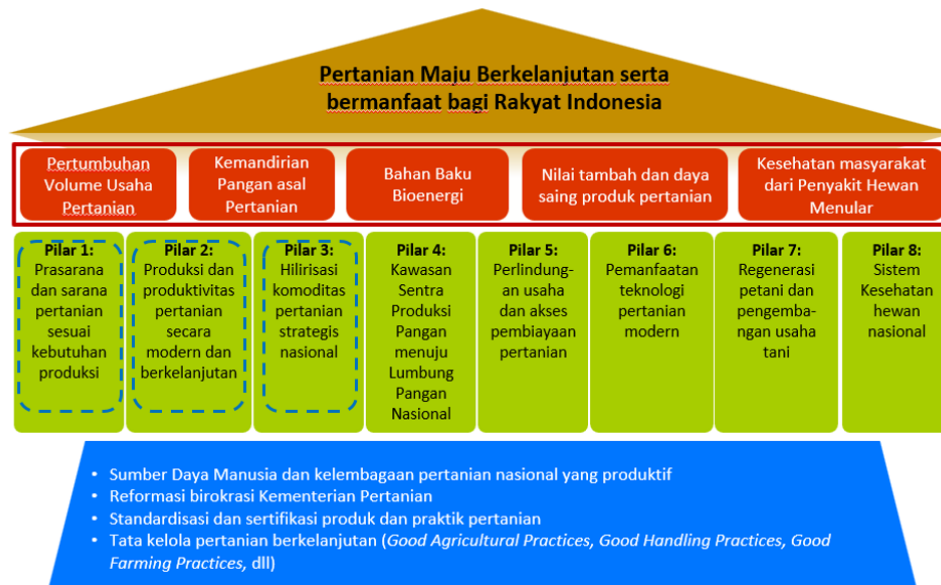 Pertanian Maju Berkelanjutan serta
bermanfaat bagi Rakyat Indonesia
Pertumbuhan
Volume Usaha
Pertanian
Kemandirian
Pangan asal
Pertanian
Bahan Baku
Bioenergi
Nilai tambah dan daya
saing produk pertanian
Kesehatan masyarakat
dari Penyakit Hewan
Menular
Pilar 1:
Prasarana
dan sarana
pertanian
sesuai
kebutuhan
produksi
Pilar 2:
Produksi dan
produktivitas
pertanian
secara
modern dan
berkelanjutan
Pilar 3:
Hilirisasi
komoditas
pertanian
strategis
nasional
Pilar 4:
Kawasan
Sentra
Produksi
Pangan
menuju
Lumbung
Pangan
Nasional
Pilar 5:
Perlindung-
an usaha
dan akses
pembiayaan
pertanian
Pilar 6:
Pemanfaatan
teknologi
pertanian
modern
Pilar 7:
Regenerasi
petani dan
pengemba-
ngan usaha
tani
Pilar 8:
Sistem
Kesehatan
hewan
nasional
• Sumber Daya Manusia dan kelembagaan pertanian nasional yang produktif
• Reformasi birokrasi Kementerian Pertanian
• Standardisasi dan sertifikasi produk dan praktik pertanian
• Tata kelola pertanian berkelanjutan (Good Agricultural Practices, Good Handling Practices, Good
Farming Practices, dll)